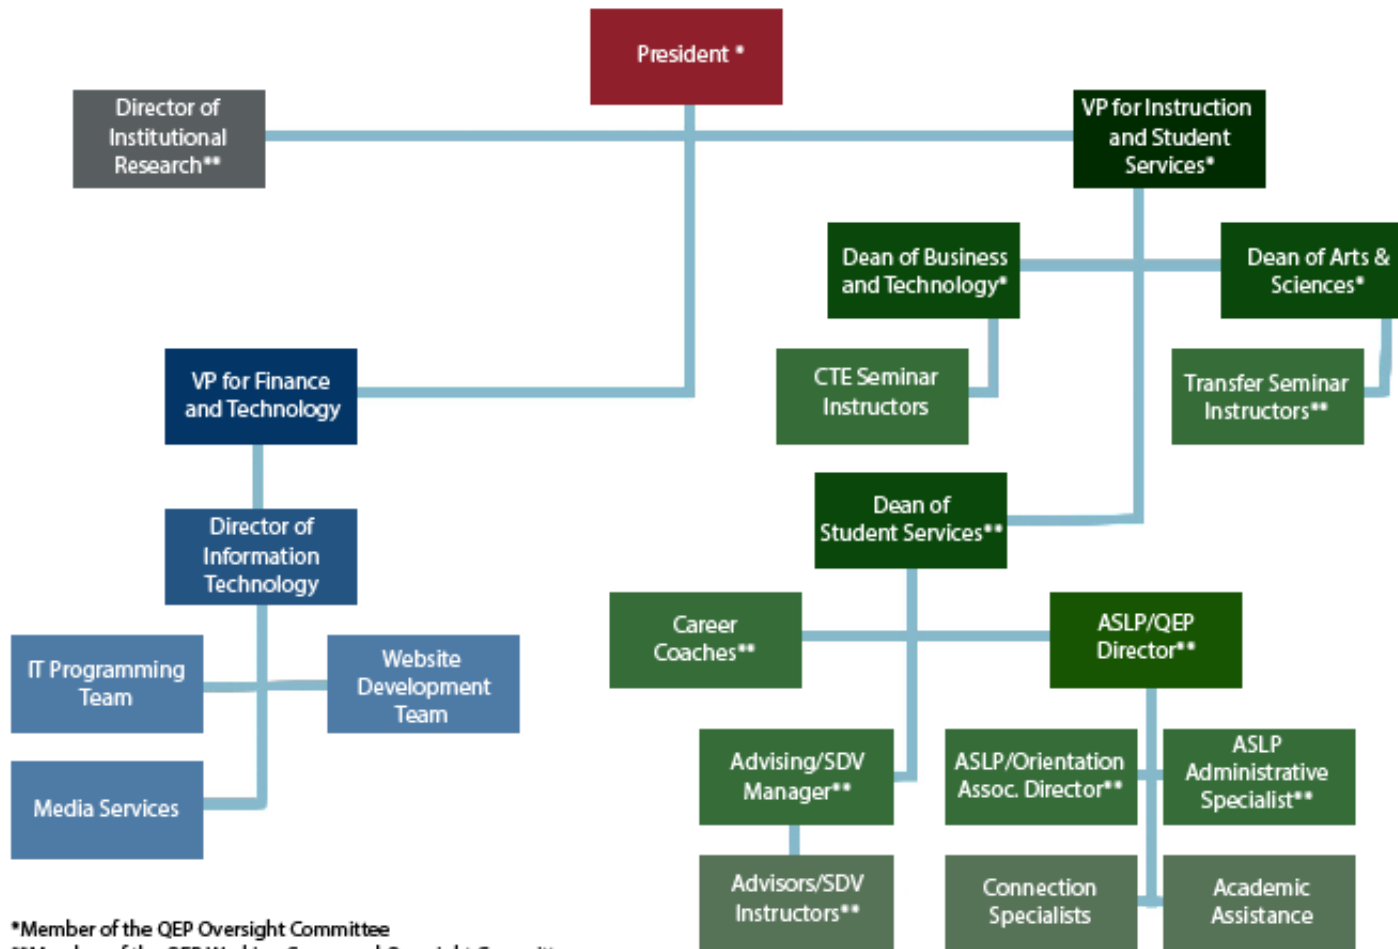 President *
Director of
Institutional
Research**
VP for Instruction
and Student
Services*
Dean of Business
and Technology*
Dean of Arts &
Sciences*
VP for Finance
and Technology
CTE Seminar
Instructors
Transfer Seminar
Instructors**
Dean of
Student Services**
Director of
Information
Technology
Career
Coaches**
ASLP/QEP
Director**
IT Programming
Team
Website
Development
Team
Advising/SDV
Manager**
ASLP/Orientation
Assoc. Director**
ASLP
Administrative
Specialist**
Media Services
Advisors/SDV
Instructors**
Connection
Specialists
Academic
Assistance
*Member of the QEP Oversight Committee